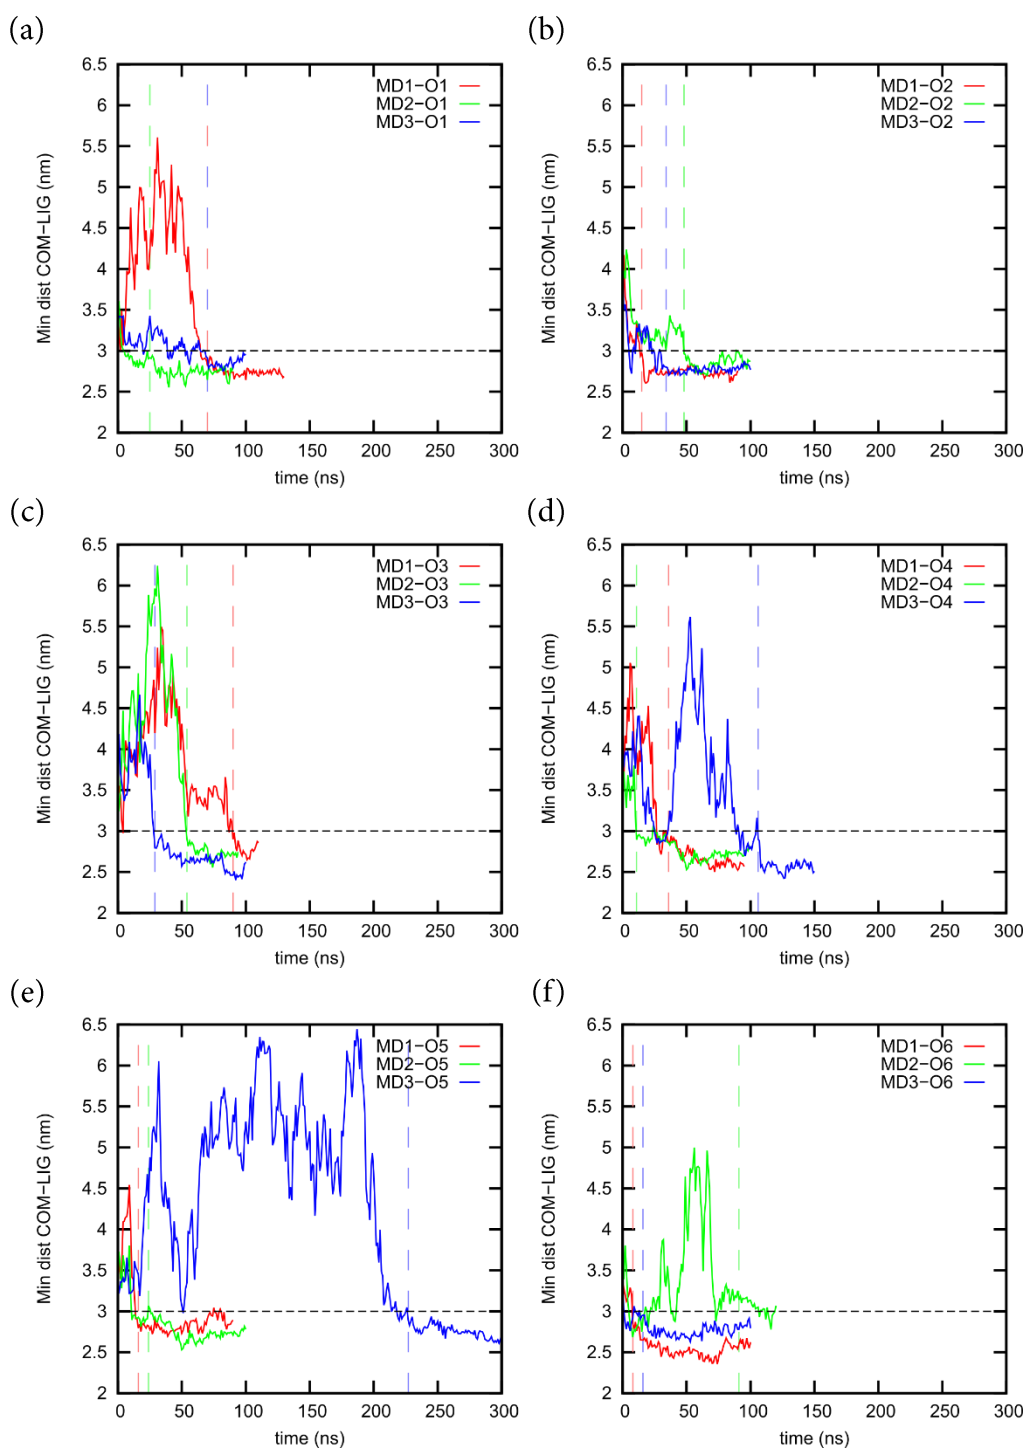 (a)
6.5
6
5.5
5
4.5
4
3.5
3
2.5
2
Min dist COM−LIG (nm)
MD1−O1
MD2−O1
MD3−O1
0 50 100 150 200 250 300
time (ns)
(b)
6.5
6
5.5
5
4.5
4
3.5
3
2.5
2
Min dist COM−LIG (nm)
MD1−O2
MD2−O2
MD3−O2
0 50 100 150 200 250 300
time (ns)
(c)
6.5
6
5.5
5
4.5
4
3.5
3
2.5
2
Min dist COM−LIG (nm)
MD1−O3
MD2−O3
MD3−O3
0 50 100 150 200 250 300
time (ns)
(d)
6.5
6
5.5
5
4.5
4
3.5
3
2.5
2
Min dist COM−LIG (nm)
MD1−O4
MD2−O4
MD3−O4
0 50 100 150 200 250 300
time (ns)
(e)
6.5
6
5.5
5
4.5
4
3.5
3
2.5
2
Min dist COM−LIG (nm)
MD1−O5
MD2−O5
MD3−O5
0 50 100 150 200 250 300
time (ns)
(f)
6.5
6
5.5
5
4.5
4
3.5
3
2.5
2
Min dist COM−LIG (nm)
MD1−O6
MD2−O6
MD3−O6
0 50 100 150 200 250 300
time (ns)